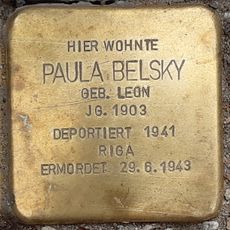 HIER WOHNTE
PAULA BELSKY
GEB. LEON
JG. 1903
DEPORTIERT 1941
RIGA
ERMORDET 29.6.1943